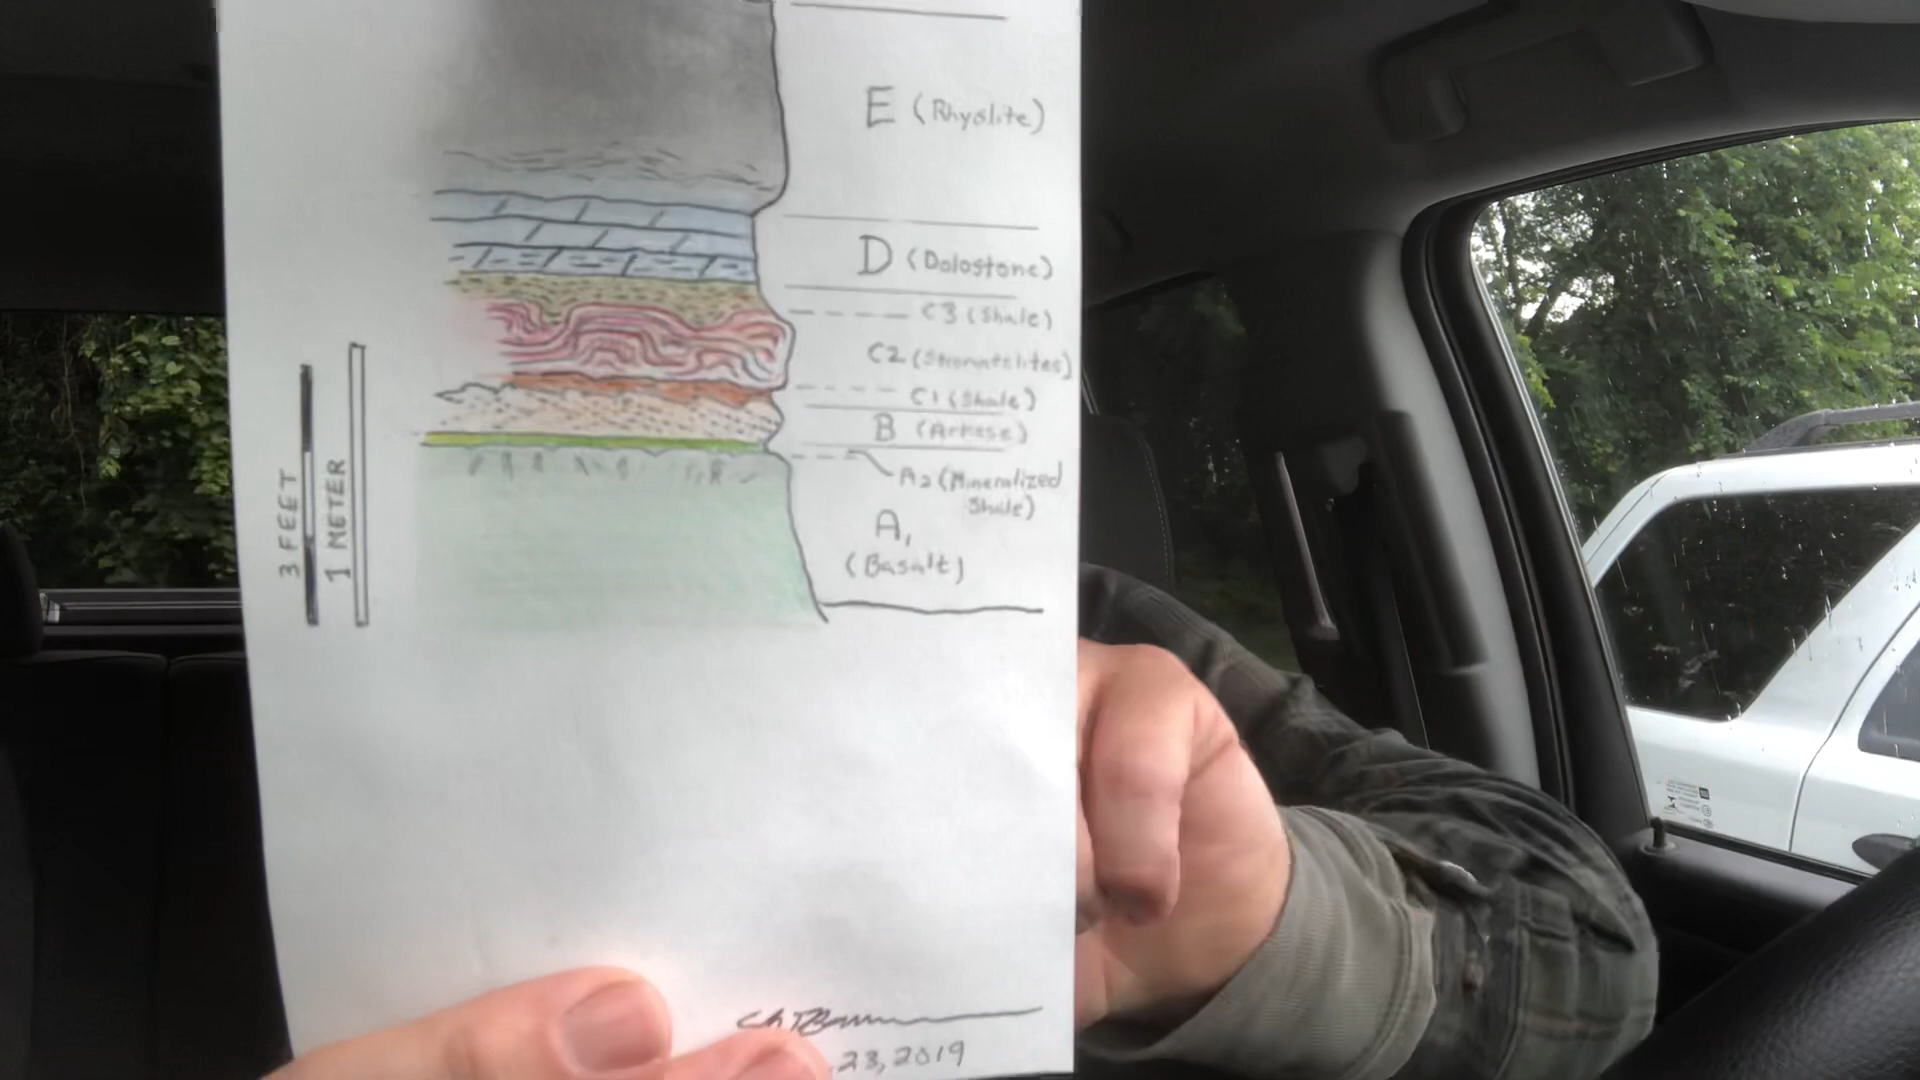 E (Rhyolite)
D (Dolostone)
C3 (Shale)
C2 (Stromatolites)
C1 (Shale)
B (Arkose)
A2 (Mineralized
Shale)
A1
(Basalt)
3 FEET
1 METER
23, 2019